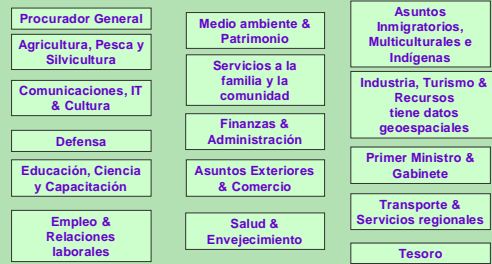 Procurador General
Agricultura, Pesca y
Silvicultura
Comunicaciones, IT
& Cultura
Defensa
Educación, Ciencia
y Capacitación
Empleo &
Relaciones
laborales
Medio ambiente &
Patrimonio
Servicios a la
familia y la
comunidad
Finanzas &
Administración
Asuntos Exteriores
& Comercio
Salud &
Envejecimiento
Asuntos
Inmigratorios,
Multiculturales e
Indígenas
Industria, Turismo &
Recursos
tiene datos
geoespaciales
Primer Ministro &
Gabinete
Transporte &
Servicios regionales
Tesoro